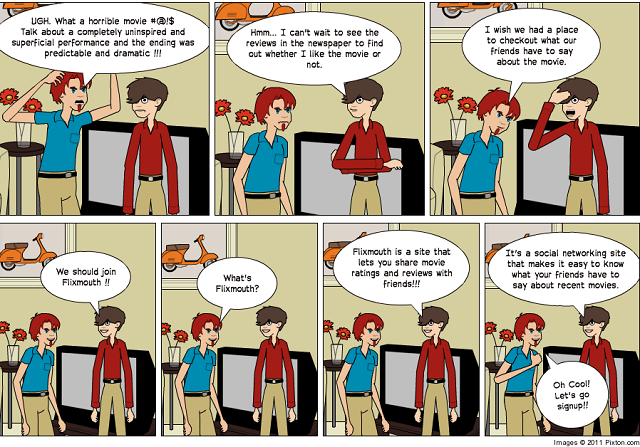 UGH. What a horrible movie #@!$
Talk about a completely uninspired and
superficial performance and the ending was
predictable and dramatic !!!
Hmm... I can't wait to see the
reviews in the newspaper to find
out whether I like the movie or
not.
I wish we had a place
to checkout what our
friends have to say
about the movie.
We should join
Flixmouth !!
What's
Flixmouth?
Flixmouth is a site that
lets you share movie
ratings and reviews with
friends!!!
It's a social networking site
that makes it easy to know
what your friends have to
say about recent movies.
Oh Cool!
Let's go
signup!!
Images © 2011 Pixton.com